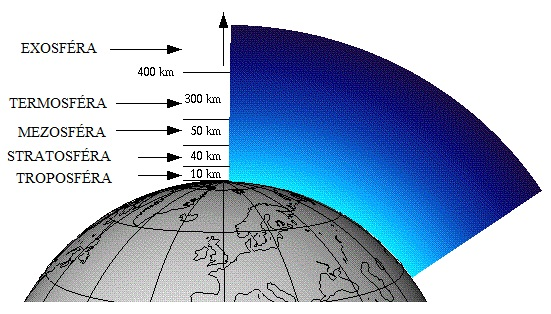 EXOSFÉRA
400 km
TERMOSFÉRA 300 km
MEZOSFÉRA 50 km
STRATOSFÉRA 40 km
TROPOSFÉRA 10 km